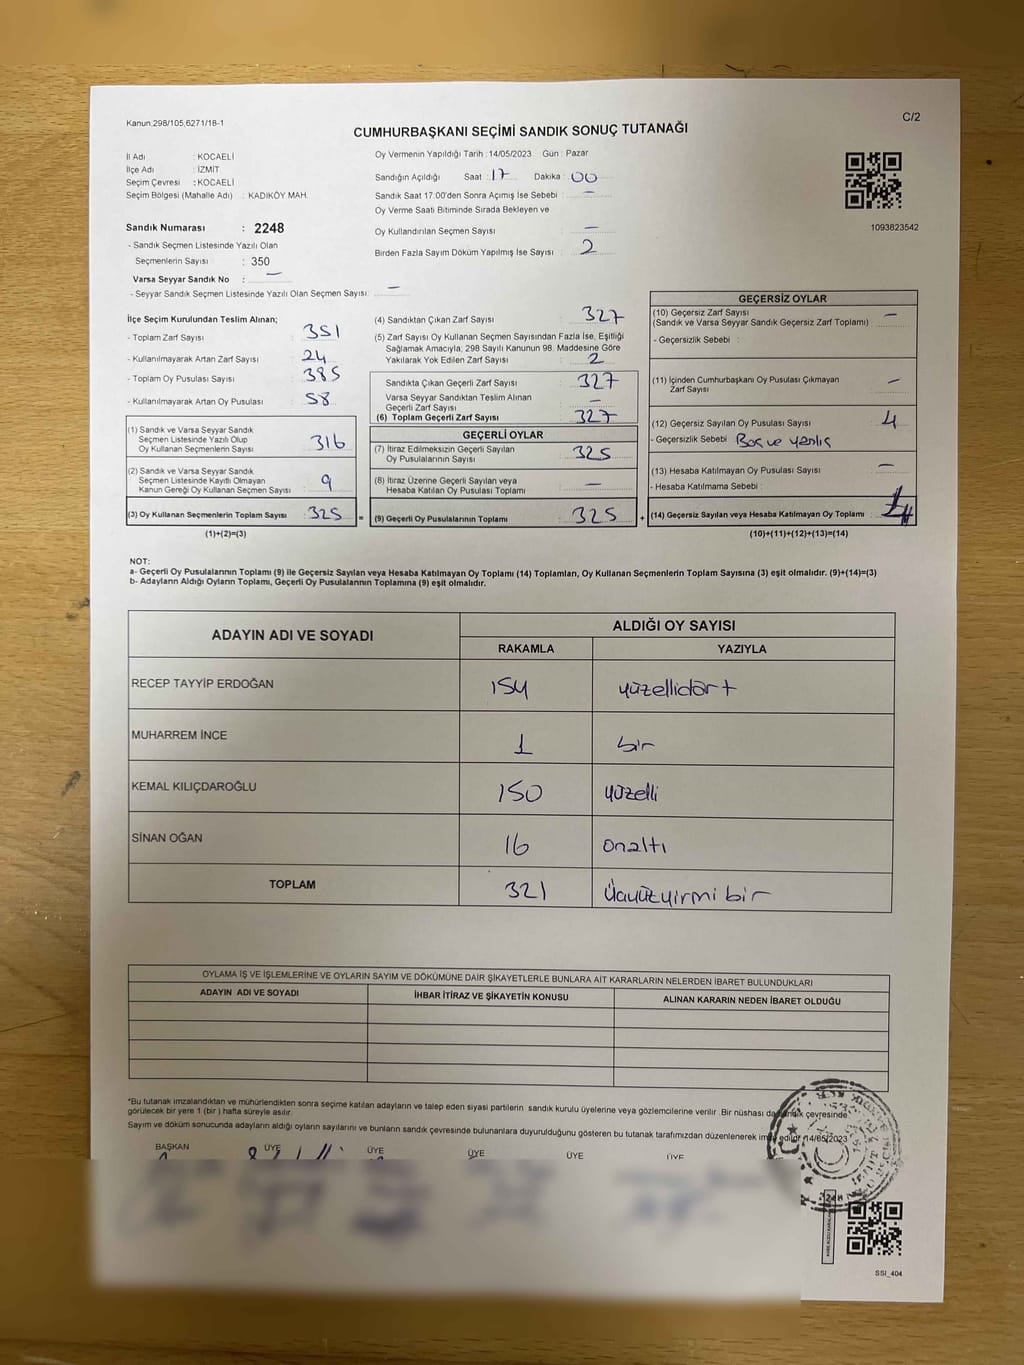 Kanun,298/105,6271/18-1
C/2
CUMHURBAŞKANI SEÇİMİ SANDIK SONUÇ TUTANAĞI
İl Adı : KOCAELİ
İlçe Adı : İZMİT
Seçim Çevresi : KOCAELİ
Seçim Bölgesi (Mahalle Adı) : KADIKÖY MAH.
Oy Vermenin Yapıldığı Tarih :14/05/2023 Gün : Pazar
Sandığın Açıldığı Saat : 17 Dakika : 00
Sandık Saat 17:00'den Sonra Açımış İse Sebebi : —
Oy Verme Saati Bitiminde Sırada Bekleyen ve
Oy Kullandırılan Seçmen Sayısı : —
Birden Fazla Sayım Döküm Yapılmış İse Sayısı : 2
1093823542
Sandık Numarası : 2248
- Sandık Seçmen Listesinde Yazılı Olan
Seçmenlerin Sayısı : 350
Varsa Seyyar Sandık No : —
- Seyyar Sandık Seçmen Listesinde Yazılı Olan Seçmen Sayısı: —
İlçe Seçim Kurulundan Teslim Alınan;
- Toplam Zarf Sayısı : 351
- Kullanılmayarak Artan Zarf Sayısı : 24
- Toplam Oy Pusulası Sayısı : 385
- Kullanılmayarak Artan Oy Pusulası : 58
(1) Sandık ve Varsa Seyyar Sandık
Seçmen Listesinde Yazılı Olup
Oy Kullanan Seçmenlerin Sayısı : 316
(2) Sandık ve Varsa Seyyar Sandık
Seçmen Listesinde Kayıtlı Olmayan
Kanun Gereği Oy Kullanan Seçmen Sayısı : 9
(3) Oy Kullanan Seçmenlerin Toplam Sayısı : 325 =
(1)+(2)=(3)
(4) Sandıktan Çıkan Zarf Sayısı : 327
(5) Zarf Sayısı Oy Kullanan Seçmen Sayısından Fazla İse, Eşitliği
Sağlamak Amacıyla; 298 Sayılı Kanunun 98. Maddesine Göre
Yakılarak Yok Edilen Zarf Sayısı : 2
Sandıkta Çıkan Geçerli Zarf Sayısı : 327
Varsa Seyyar Sandıktan Teslim Alınan
Geçerli Zarf Sayısı : —
(6) Toplam Geçerli Zarf Sayısı : 327
GEÇERLİ OYLAR
(7) İtiraz Edilmeksizin Geçerli Sayılan
Oy Pusulalarının Sayısı : 325
(8) İtiraz Üzerine Geçerli Sayılan veya
Hesaba Katılan Oy Pusulası Toplamı : —
(9) Geçerli Oy Pusulalarının Toplamı : 325 +
GEÇERSİZ OYLAR
(10) Geçersiz Zarf Sayısı : —
(Sandık ve Varsa Seyyar Sandık Geçersiz Zarf Toplamı)
- Geçersizlik Sebebi :
(11) İçinden Cumhurbaşkanı Oy Pusulası Çıkmayan
Zarf Sayısı : —
(12) Geçersiz Sayılan Oy Pusulası Sayısı : 4
- Geçersizlik Sebebi : Boş ve yanlış
(13) Hesaba Katılmayan Oy Pusulası Sayısı : —
- Hesaba Katılmama Sebebi :
(14) Geçersiz Sayılan veya Hesaba Katılmayan Oy Toplamı : 4
(10)+(11)+(12)+(13)=(14)
NOT:
a- Geçerli Oy Pusulalarının Toplamı (9) ile Geçersiz Sayılan veya Hesaba Katılmayan Oy Toplamı (14) Toplamları, Oy Kullanan Seçmenlerin Toplam Sayısına (3) eşit olmalıdır. (9)+(14)=(3)
b- Adayların Aldığı Oyların Toplamı, Geçerli Oy Pusulalarının Toplamına (9) eşit olmalıdır.
ADAYIN ADI VE SOYADI
ALDIĞI OY SAYISI
RAKAMLA YAZIYLA
RECEP TAYYİP ERDOĞAN 154 yüzellidört
MUHARREM İNCE 1 bir
KEMAL KILIÇDAROĞLU 150 yüzelli
SİNAN OĞAN 16 onaltı
TOPLAM 321 Üçyüzyirmi bir
OYLAMA İŞ VE İŞLEMLERİNE VE OYLARIN SAYIM VE DÖKÜMÜNE DAİR ŞİKAYETLERLE BUNLARA AİT KARARLARIN NELERDEN İBARET BULUNDUKLARI
ADAYIN ADI VE SOYADI İHBAR İTİRAZ VE ŞİKAYETİN KONUSU ALINAN KARARIN NEDEN İBARET OLDUĞU
*Bu tutanak imzalandıktan ve mühürlendikten sonra seçime katılan adayların ve talep eden siyasi partilerin sandık kurulu üyelerine veya gözlemcilerine verilir .Bir nüshası da sandık çevresinde
görülecek bir yere 1 (bir ) hafta süreyle asılır.
Sayım ve döküm sonucunda adayların aldığı oyların sayılarını ve bunların sandık çevresinde bulunanlara duyurulduğunu gösteren bu tutanak tarafımızdan düzenlenerek imza edildi. 14/05/2023
BAŞKAN ÜYE ÜYE ÜYE ÜYE ÜYE
SSI_404